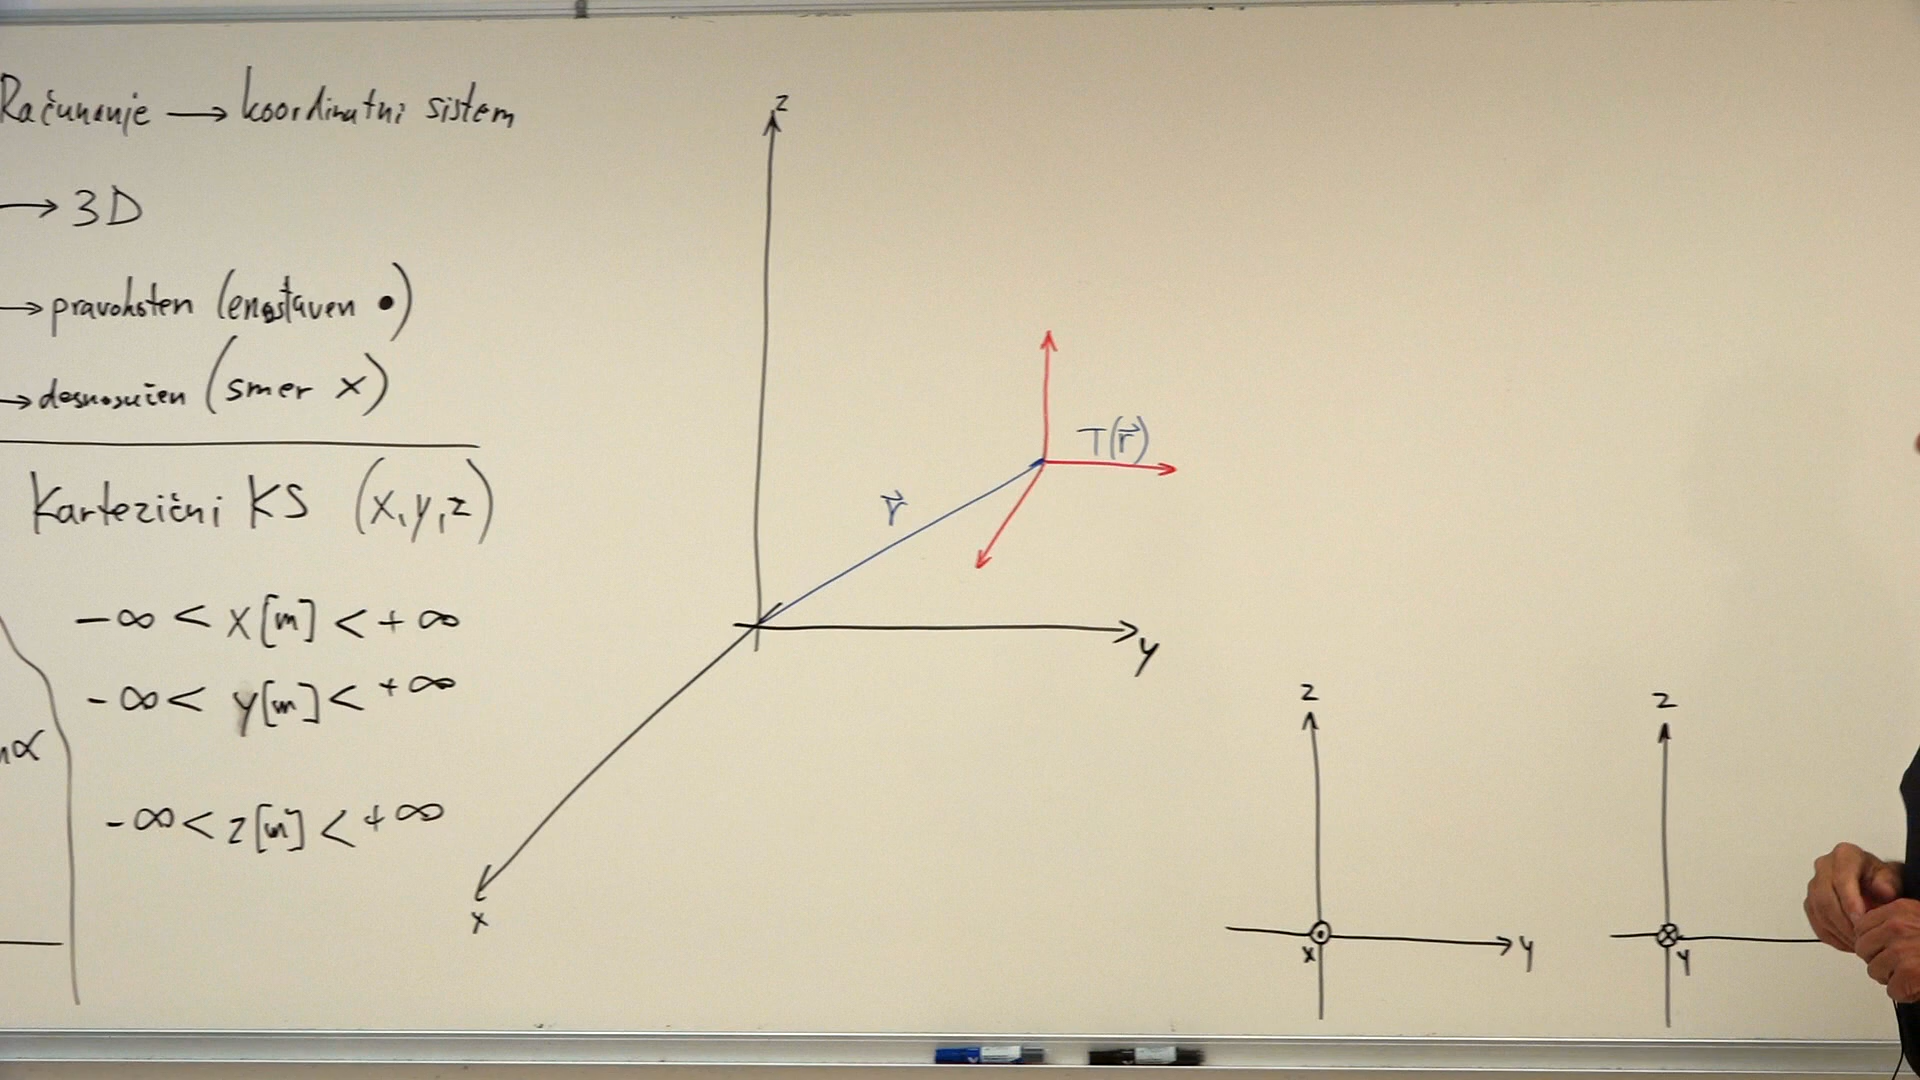 Računanje → koordinatni sistem
→ 3D
→ pravokoten (enostaven •)
→ desnosučen (smer ×)
Kartezični KS (x,y,z)
-∞ < x[m] < +∞
-∞ < y[m] < +∞
-∞ < z[m] < +∞
z
T(r⃗)
r⃗
y
x
z
x
y
z
y